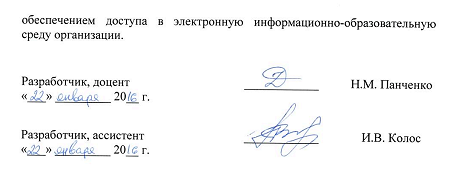 обеспечением доступа в электронную информационно-образовательную
среду организации.
Разработчик, доцент
Н.М. Панченко
«22» января 2016 г.
Разработчик, ассистент
И.В. Колос
«22» января 2016 г.